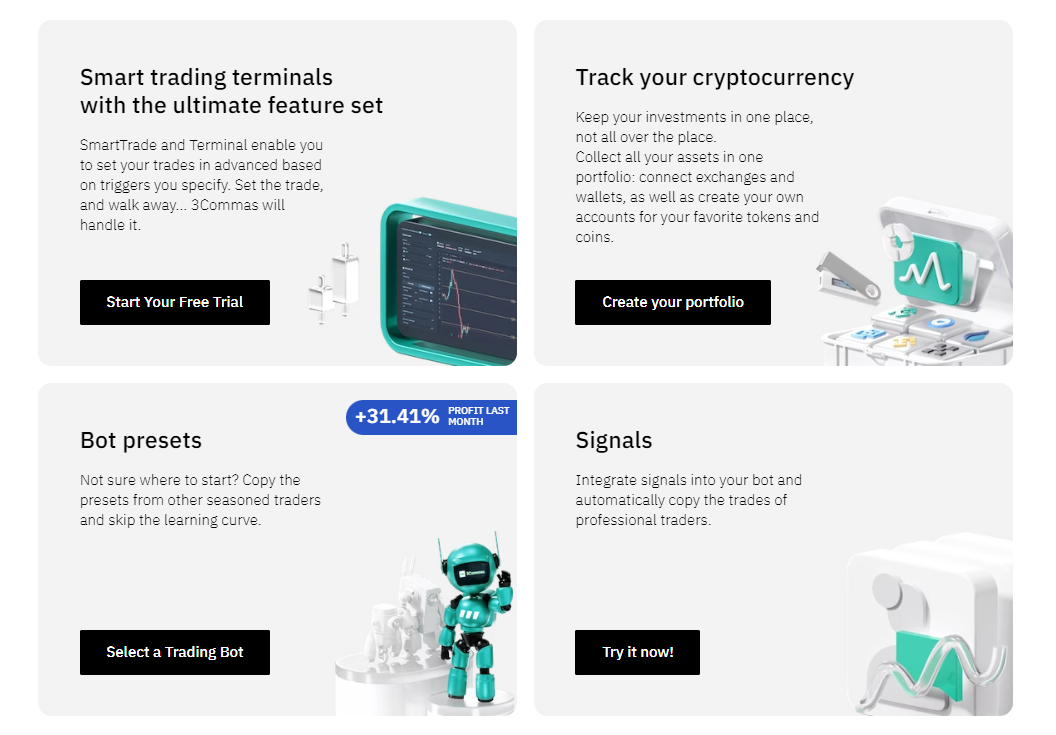 Smart trading terminals
with the ultimate feature set
SmartTrade and Terminal enable you
to set your trades in advanced based
on triggers you specify. Set the trade,
and walk away... 3Commas will
handle it.
Start Your Free Trial
Track your cryptocurrency
Keep your investments in one place,
not all over the place.
Collect all your assets in one
portfolio: connect exchanges and
wallets, as well as create your own
accounts for your favorite tokens and
coins.
Create your portfolio
+31.41%
PROFIT LAST
MONTH
Bot presets
Not sure where to start? Copy the
presets from other seasoned traders
and skip the learning curve.
3Commas
Select a Trading Bot
Signals
Integrate signals into your bot and
automatically copy the trades of
professional traders.
Try it now!